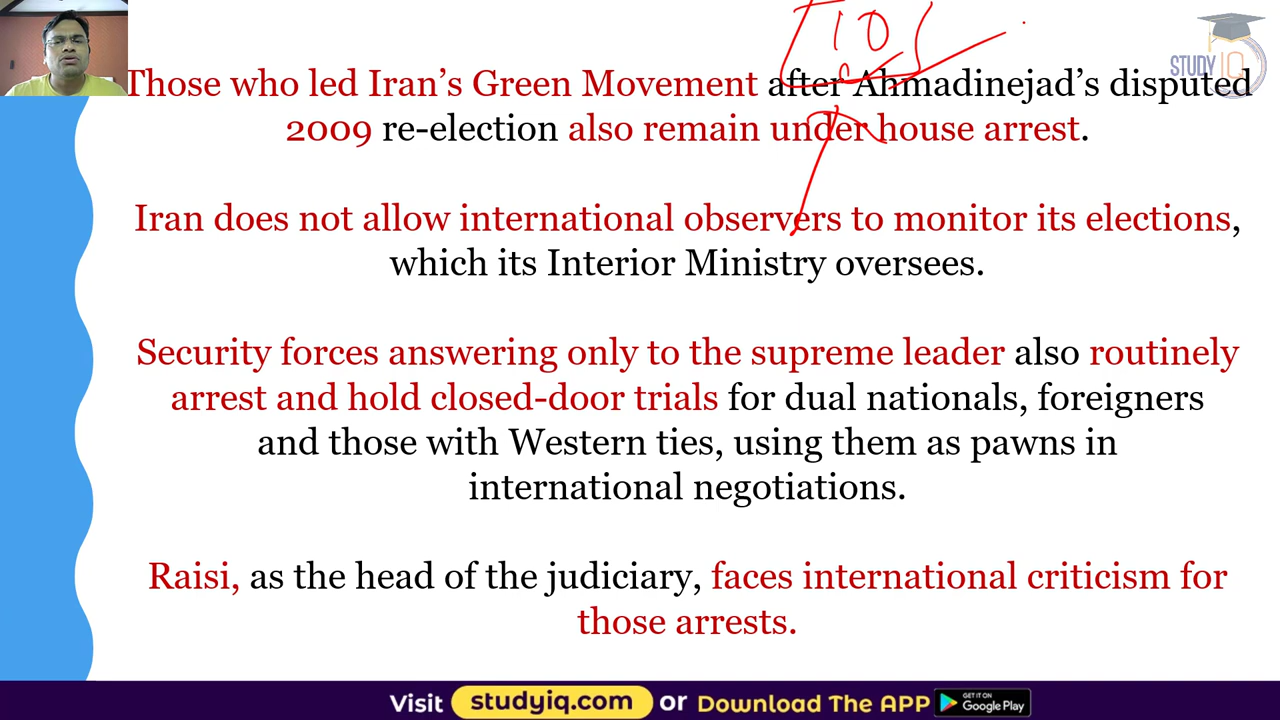 STUDY IQ
Those who led Iran's Green Movement after Ahmadinejad's disputed
2009 re-election also remain under house arrest.
Iran does not allow international observers to monitor its elections,
which its Interior Ministry oversees.
Security forces answering only to the supreme leader also routinely
arrest and hold closed-door trials for dual nationals, foreigners
and those with Western ties, using them as pawns in
international negotiations.
Raisi, as the head of the judiciary, faces international criticism for
those arrests.
Visit studyiq.com or Download The APP GET IT ON Google Play